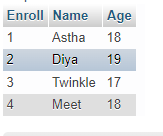 Enroll Name Age
1 Astha 18
2 Diya 19
3 Twinkle 17
4 Meet 18